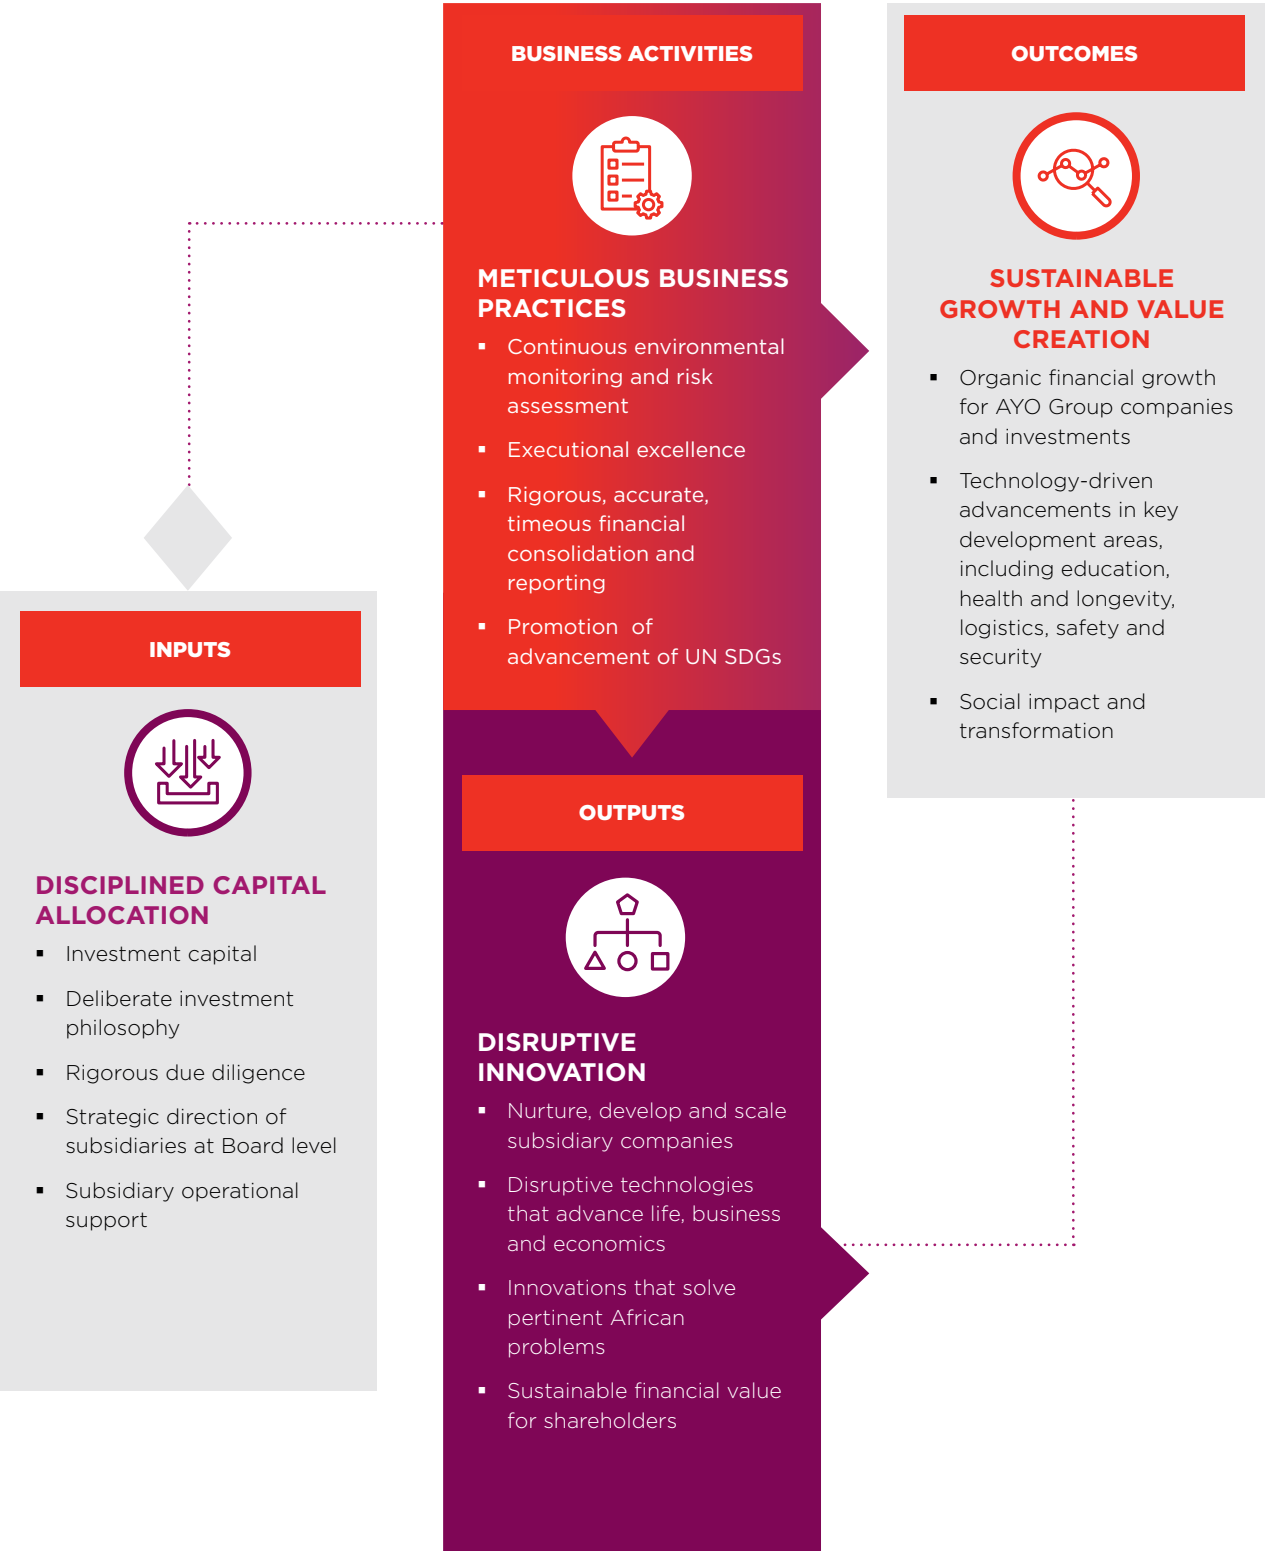 INPUTS
DISCIPLINED CAPITAL
ALLOCATION
▪ Investment capital
▪ Deliberate investment
philosophy
▪ Rigorous due diligence
▪ Strategic direction of
subsidiaries at Board level
▪ Subsidiary operational
support
BUSINESS ACTIVITIES
METICULOUS BUSINESS
PRACTICES
▪ Continuous environmental
monitoring and risk
assessment
▪ Executional excellence
▪ Rigorous, accurate,
timeous financial
consolidation and
reporting
▪ Promotion of
advancement of UN SDGs
OUTPUTS
DISRUPTIVE
INNOVATION
▪ Nurture, develop and scale
subsidiary companies
▪ Disruptive technologies
that advance life, business
and economics
▪ Innovations that solve
pertinent African
problems
▪ Sustainable financial value
for shareholders
OUTCOMES
SUSTAINABLE
GROWTH AND VALUE
CREATION
▪ Organic financial growth
for AYO Group companies
and investments
▪ Technology-driven
advancements in key
development areas,
including education,
health and longevity,
logistics, safety and
security
▪ Social impact and
transformation